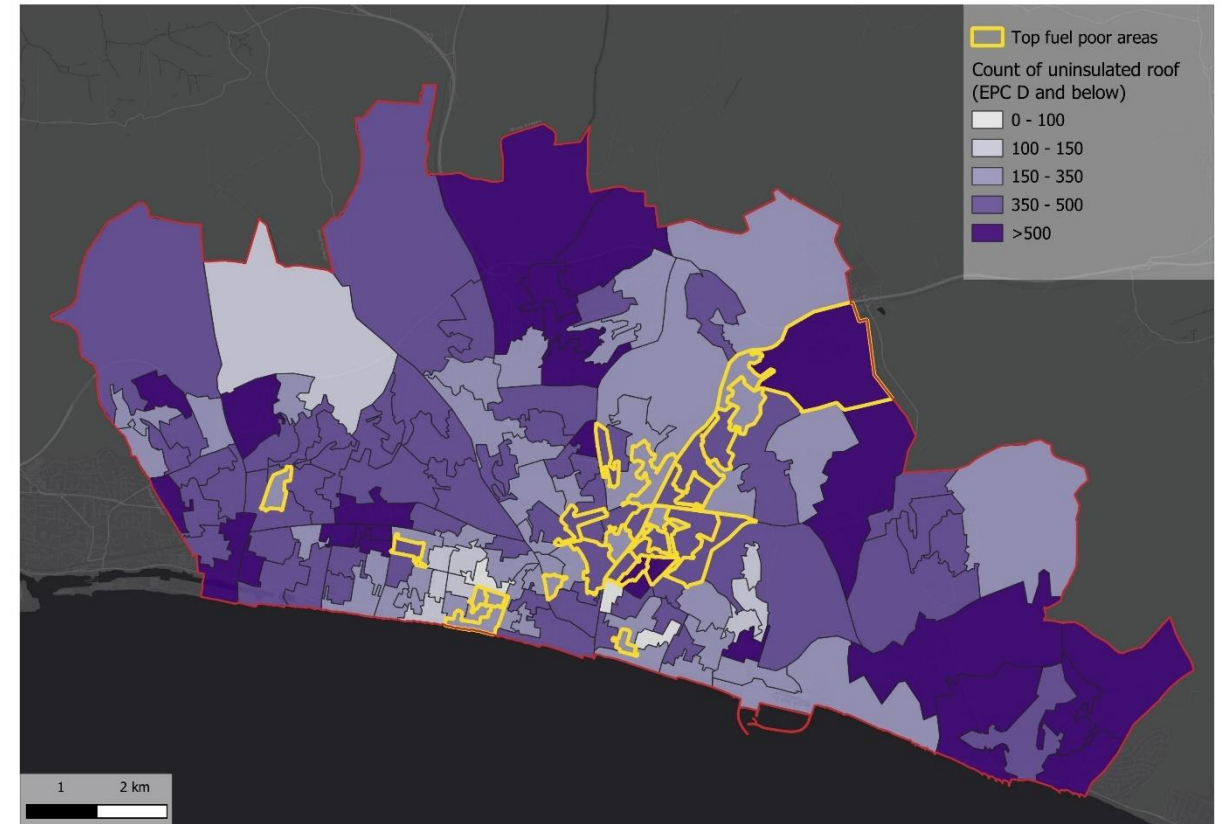 Top fuel poor areas
Count of uninsulated roof
(EPC D and below)
0 - 100
100 - 150
150 - 350
350 - 500
>500
1 2 km